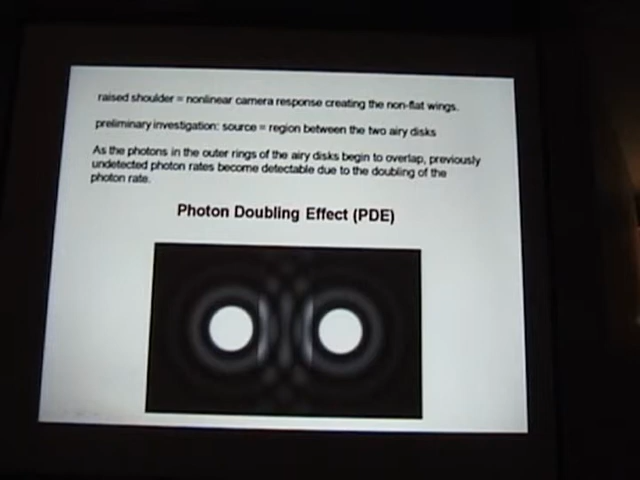 raised shoulder = nonlinear camera response creating the non-flat wings.
preliminary investigation: source = region between the two airy disks
As the photons in the outer rings of the airy disks begin to overlap, previously
undetected photon rates become detectable due to the doubling of the
photon rate.
Photon Doubling Effect (PDE)